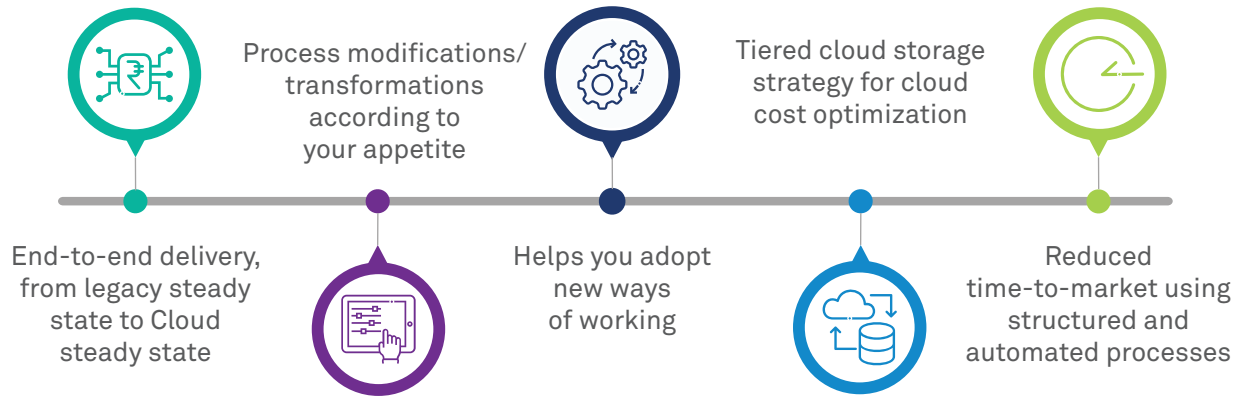 End-to-end delivery,
from legacy steady
state to Cloud
steady state
Process modifications/
transformations
according to
your appetite
Helps you adopt
new ways
of working
Tiered cloud storage
strategy for cloud
cost optimization
Reduced
time-to-market using
structured and
automated processes
₹